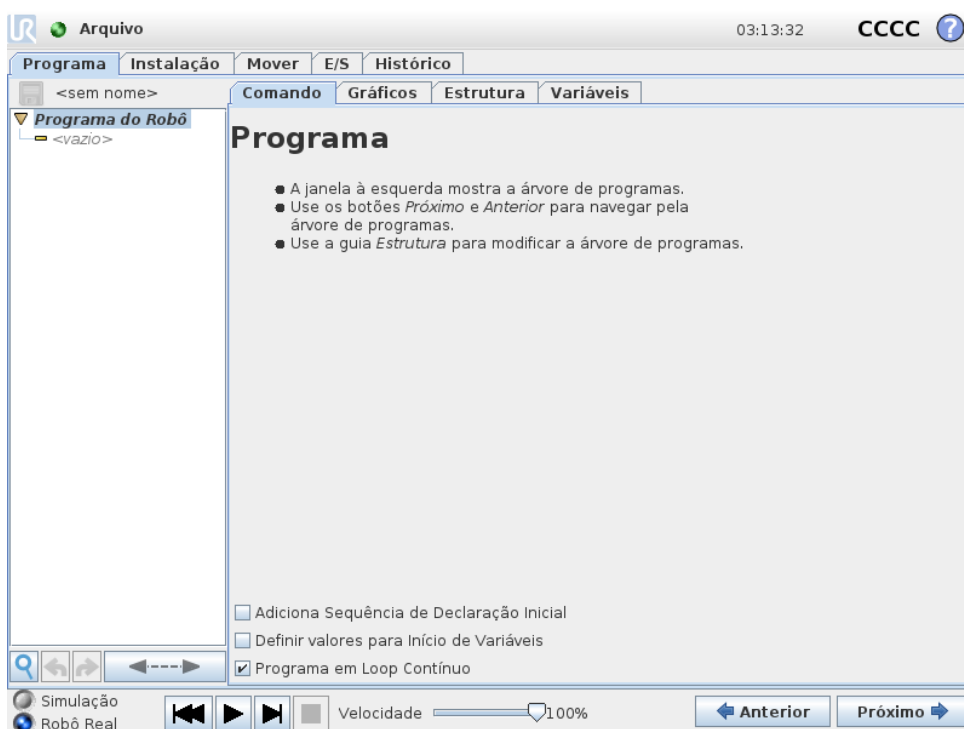 UR Arquivo 03:13:32 CCCC ?
Programa Instalação Mover E/S Histórico
<sem nome> Comando Gráficos Estrutura Variáveis
Programa do Robô
<vazio>
Programa
A janela à esquerda mostra a árvore de programas.
Use os botões Próximo e Anterior para navegar pela
árvore de programas.
Use a guia Estrutura para modificar a árvore de programas.
Adiciona Sequência de Declaração Inicial
Definir valores para Início de Variáveis
Programa em Loop Contínuo
Simulação
Robô Real
Velocidade 100% Anterior Próximo